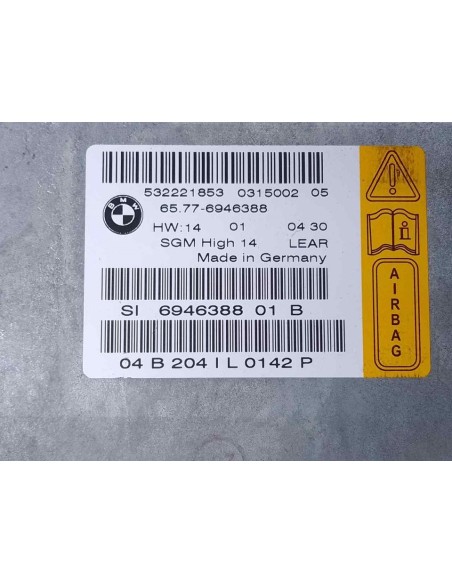 532221853 0315002 05
BMW
65.77-6946388
HW:14 01 04 30
SGM High 14 LEAR
Made in Germany
SI 6946388 01 B
04 B 204 I L 0142 P
i
AIRBAG